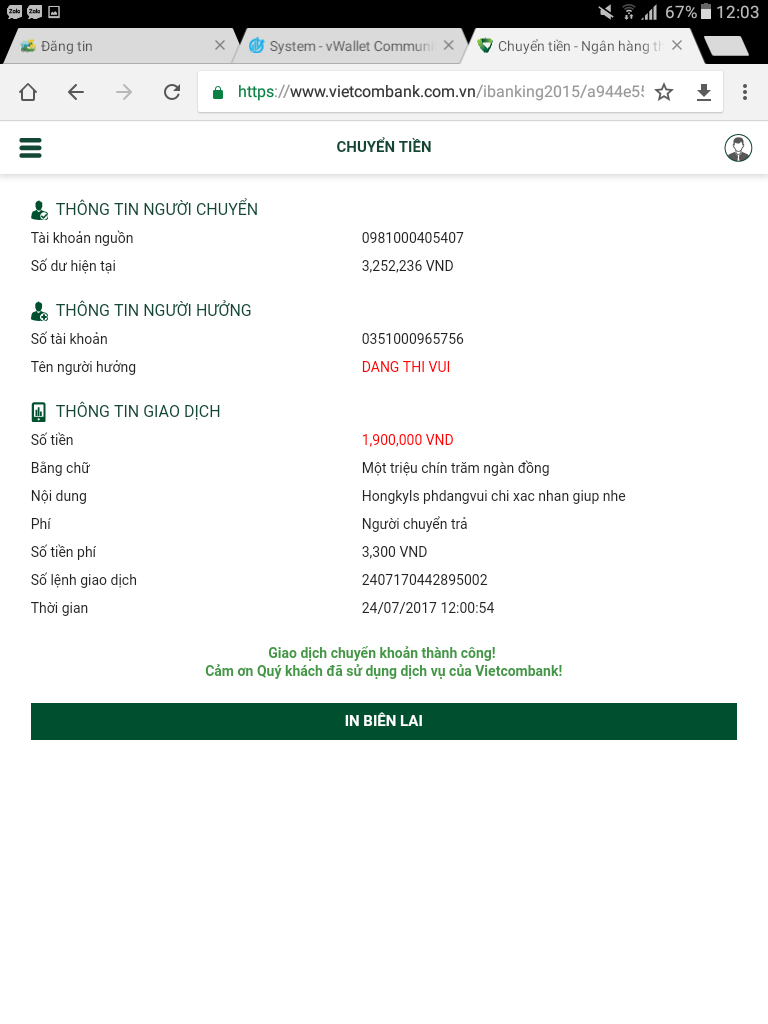 Zalo Zalo 67% 12:03
Đăng tin
System - vWallet Communi
Chuyển tiền - Ngân hàng th
https://www.vietcombank.com.vn/ibanking2015/a944e55
CHUYỂN TIỀN
THÔNG TIN NGƯỜI CHUYỂN
Tài khoản nguồn 0981000405407
Số dư hiện tại 3,252,236 VND
THÔNG TIN NGƯỜI HƯỞNG
Số tài khoản 0351000965756
Tên người hưởng DANG THI VUI
THÔNG TIN GIAO DỊCH
Số tiền 1,900,000 VND
Bằng chữ Một triệu chín trăm ngàn đồng
Nội dung Hongkyls phdangvui chi xac nhan giup nhe
Phí Người chuyển trả
Số tiền phí 3,300 VND
Số lệnh giao dịch 2407170442895002
Thời gian 24/07/2017 12:00:54
Giao dịch chuyển khoản thành công!
Cảm ơn Quý khách đã sử dụng dịch vụ của Vietcombank!
IN BIÊN LAI